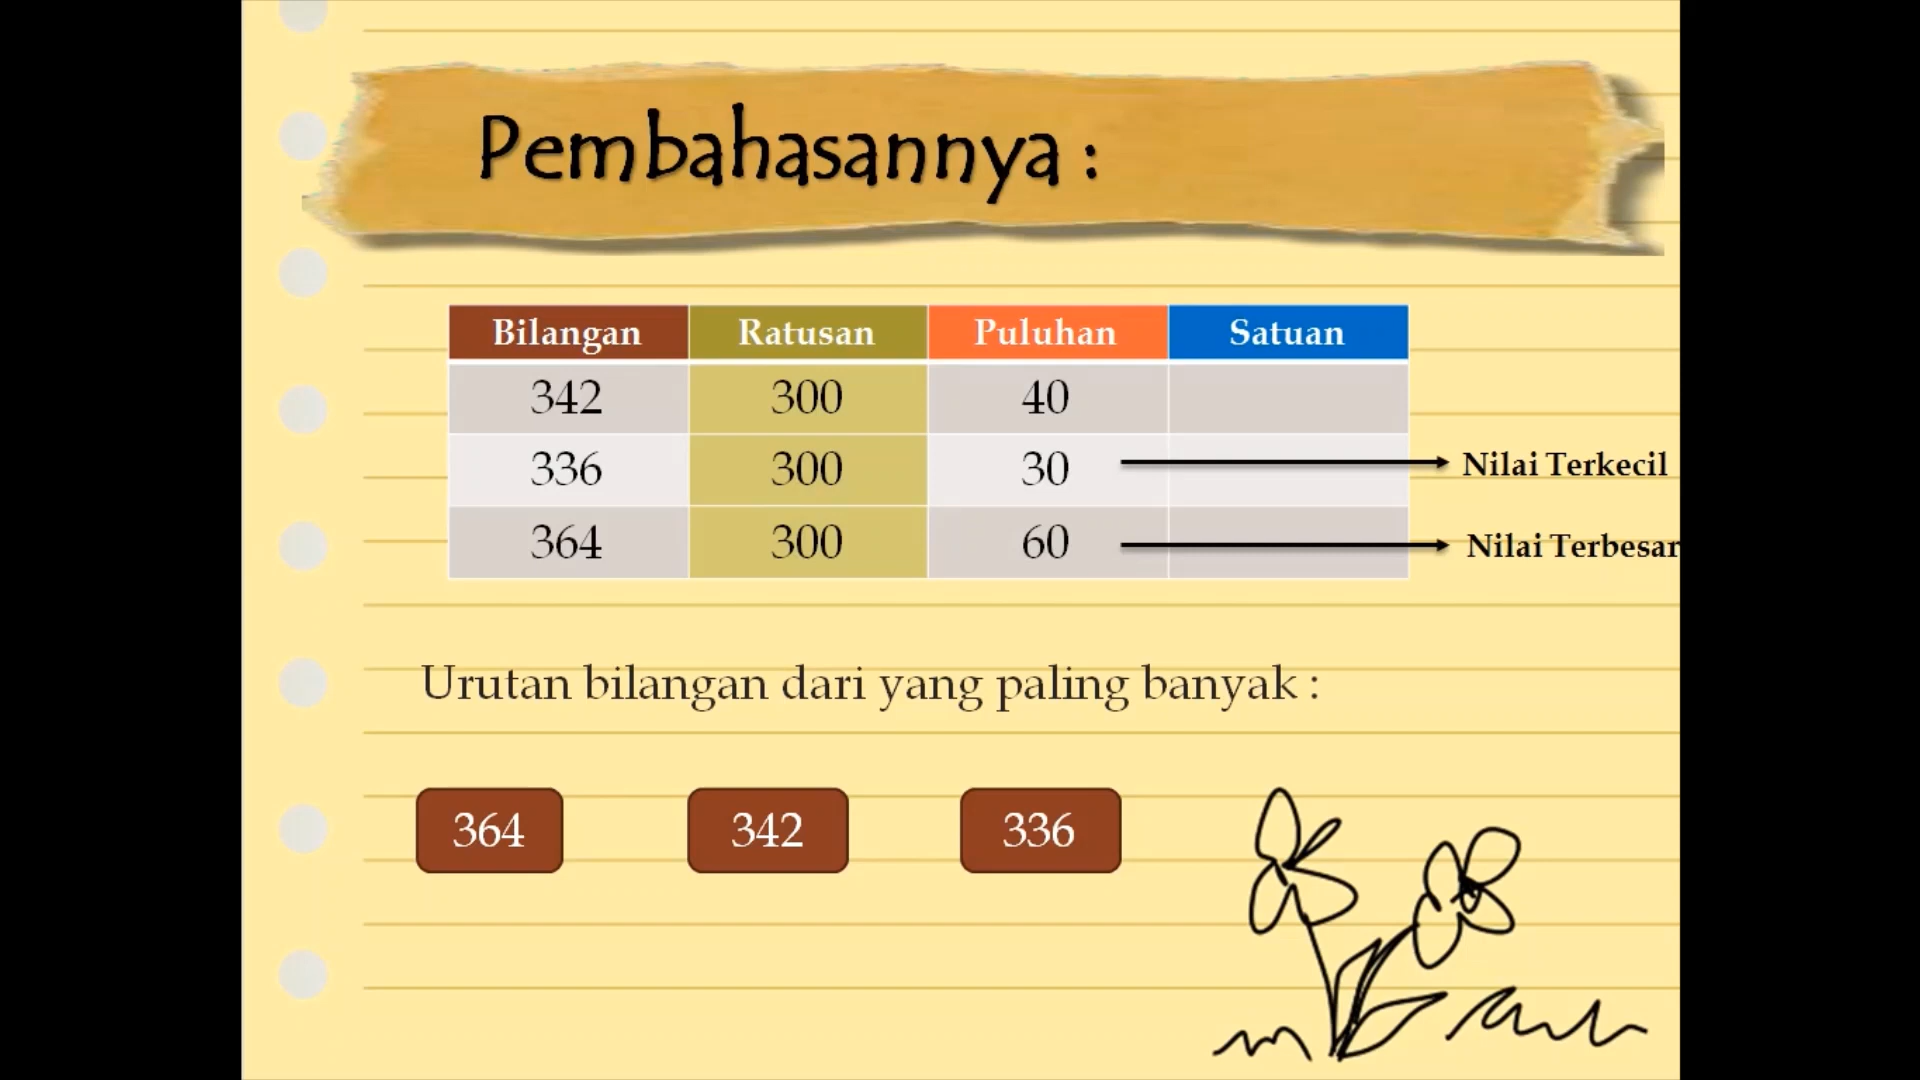 Pembahasannya :
Bilangan Ratusan Puluhan Satuan
342 300 40
336 300 30 Nilai Terkecil
364 300 60 Nilai Terbesar
Urutan bilangan dari yang paling banyak :
364 342 336